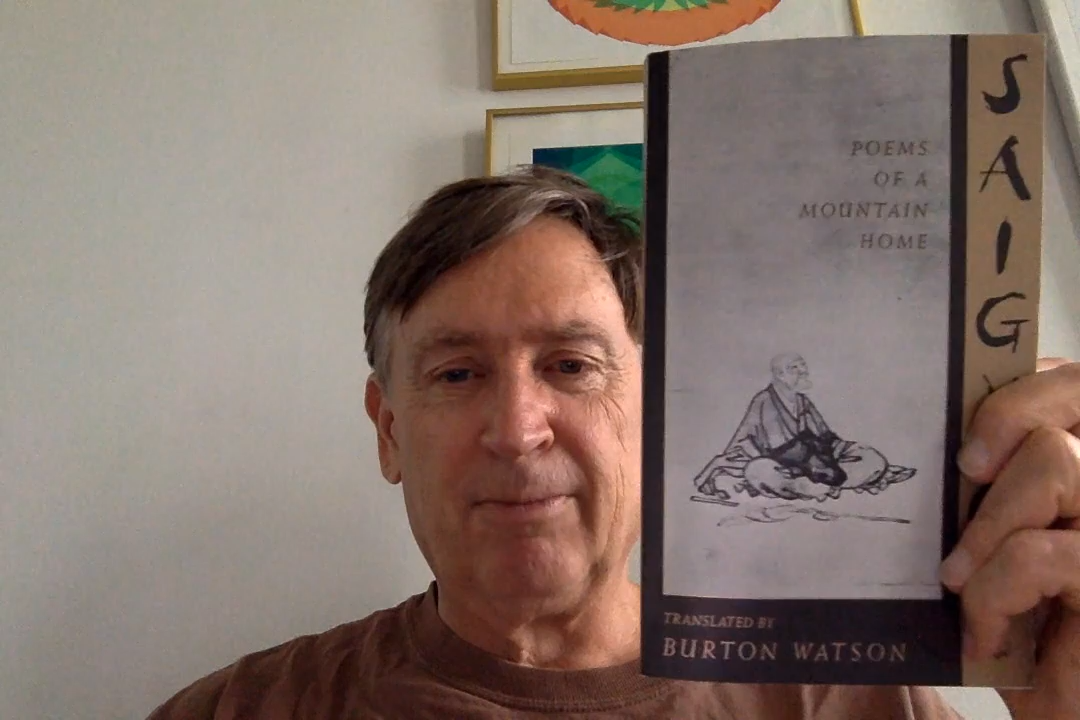 POEMS
OF A
MOUNTAIN
HOME
SAIG
TRANSLATED BY
BURTON WATSON